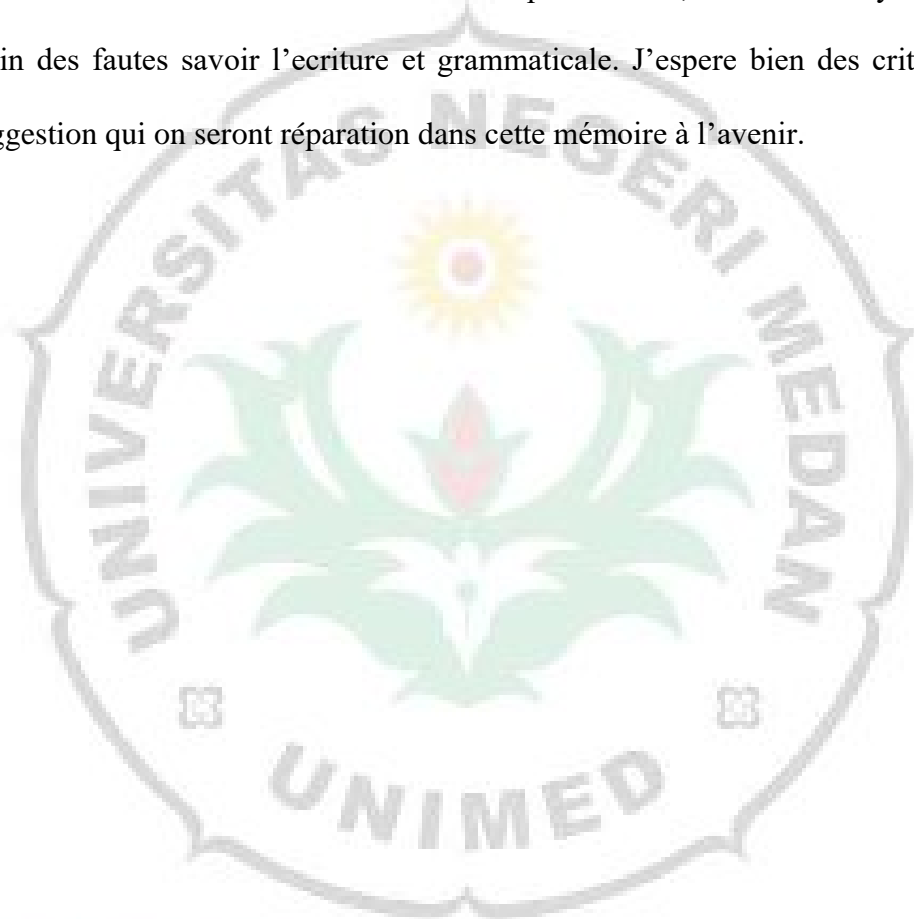 in des fautes savoir l’ecriture et grammaticale. J’espere bien des crit
ggestion qui on seront réparation dans cette mémoire à l’avenir.
UNIVERSITAS NEGERI MEDAN
UNIMED